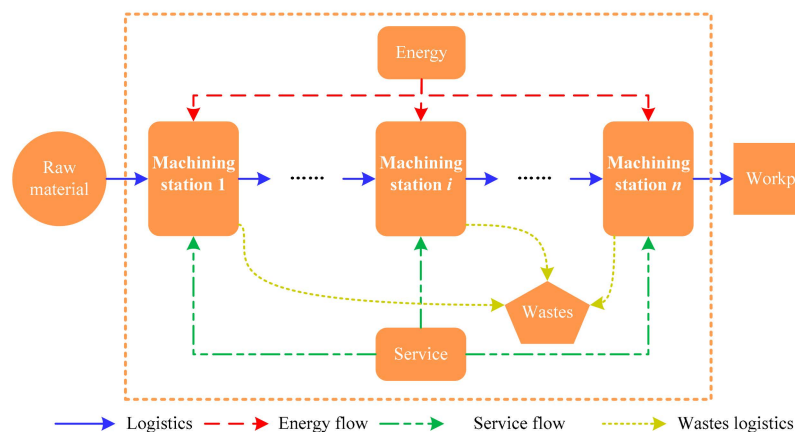 Energy
Raw
material
Machining
station 1
......
Machining
station i
......
Machining
station n
Workp
Wastes
Service
Logistics
Energy flow
Service flow
Wastes logistics